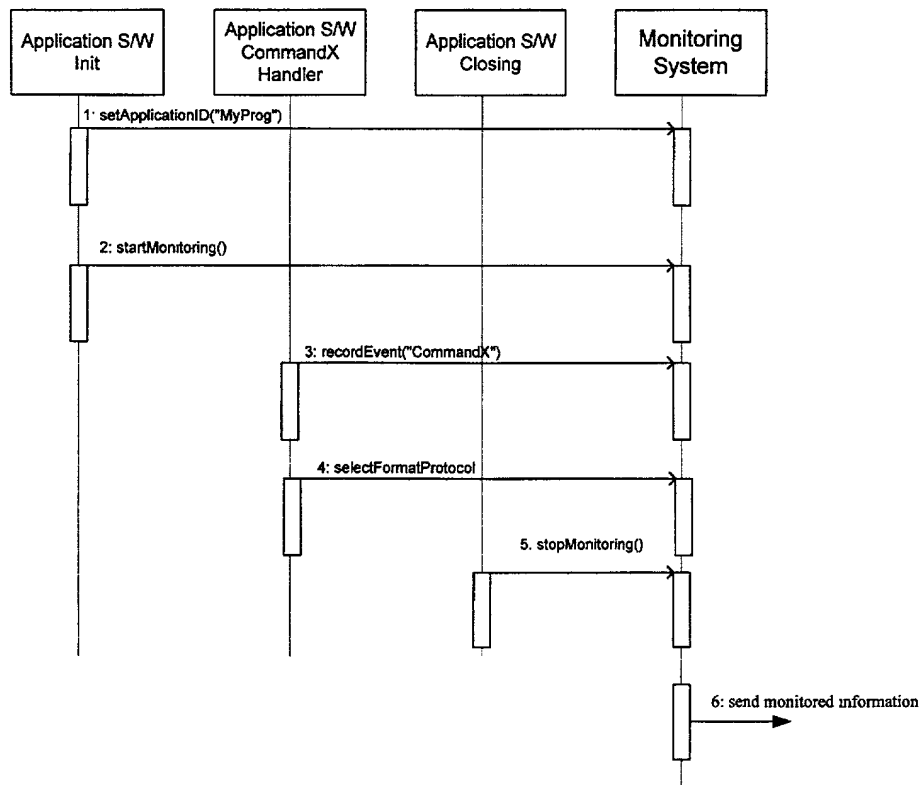 Application S/W
Init
Application S/W
CommandX
Handler
Application S/W
Closing
Monitoring
System
1: setApplicationID("MyProg")
2: startMonitoring()
3: recordEvent("CommandX")
4: selectFormatProtocol
5. stopMonitoring()
6: send monitored information